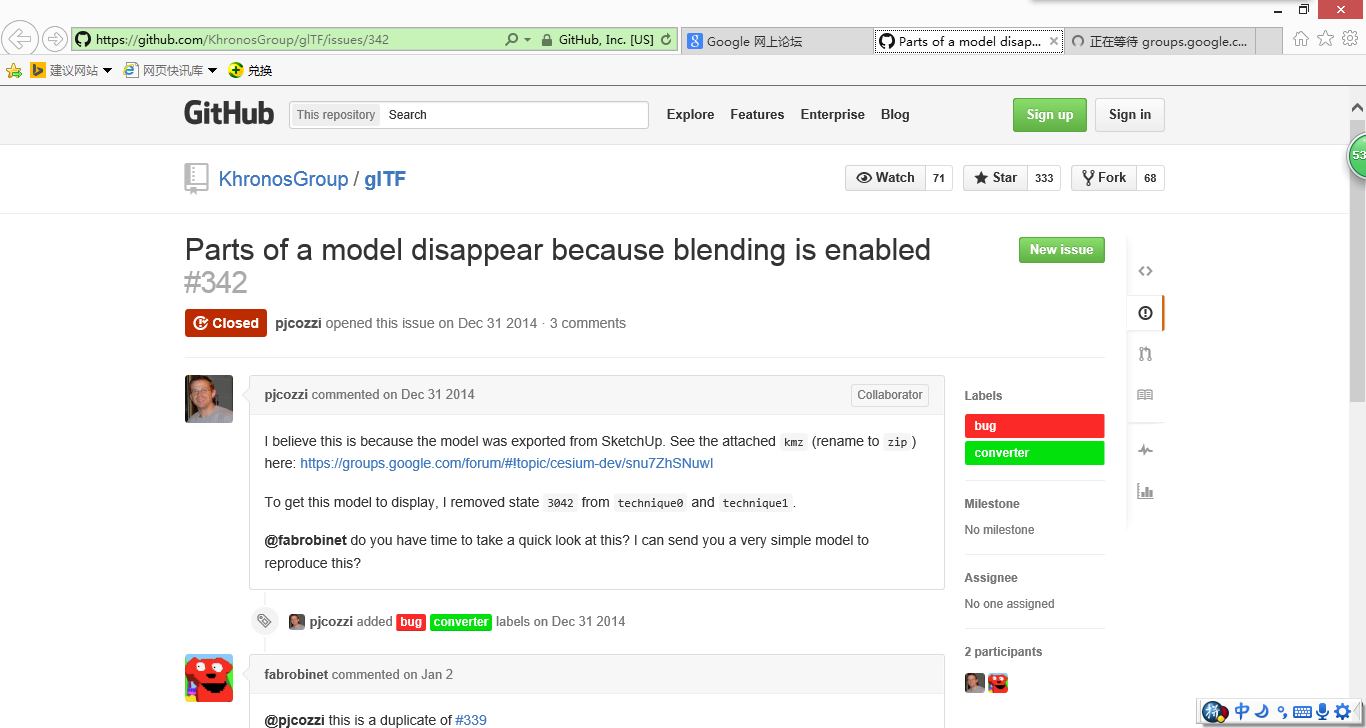 https://github.com/KhronosGroup/glTF/issues/342
GitHub, Inc. [US]
Google 网上论坛
Parts of a model disap...
正在等待 groups.google.c...
建议网站
网页快讯库
兑换
GitHub
This repository
Search
Explore
Features
Enterprise
Blog
Sign up
Sign in
53
KhronosGroup / glTF
Watch
71
Star
333
Fork
68
Parts of a model disappear because blending is enabled
#342
New issue
Closed
pjcozzi opened this issue on Dec 31 2014 · 3 comments
pjcozzi commented on Dec 31 2014
Collaborator
I believe this is because the model was exported from SketchUp. See the attached kmz (rename to zip )
here: https://groups.google.com/forum/#!topic/cesium-dev/snu7ZhSNuwI
To get this model to display, I removed state 3042 from technique0 and technique1 .
@fabrobinet do you have time to take a quick look at this? I can send you a very simple model to
reproduce this?
pjcozzi added bug converter labels on Dec 31 2014
fabrobinet commented on Jan 2
@pjcozzi this is a duplicate of #339
Labels
bug
converter
Milestone
No milestone
Assignee
No one assigned
2 participants
中